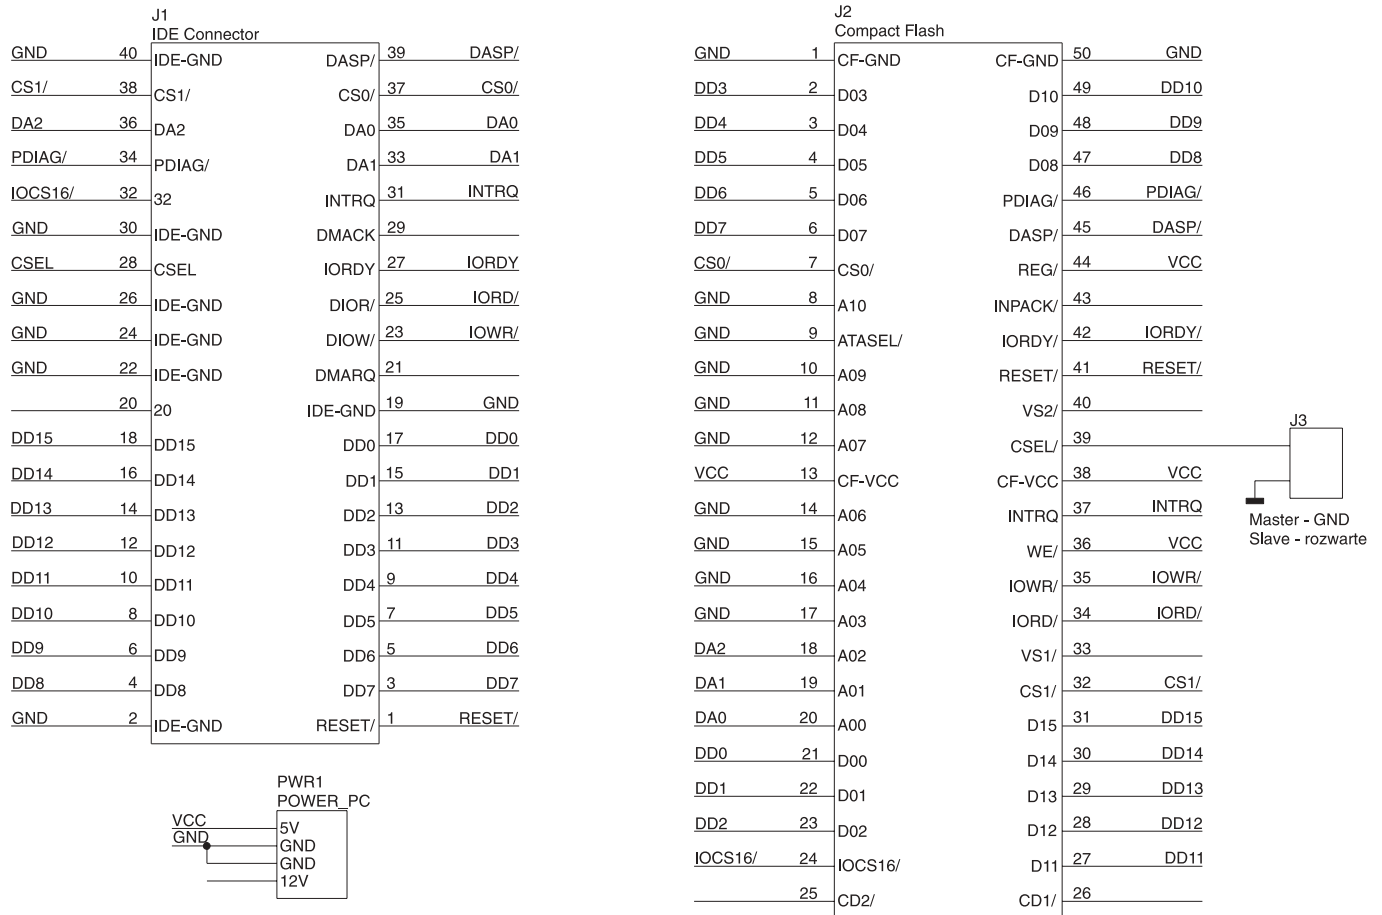 J1
IDE Connector
GND 40 IDE-GND DASP/ 39 DASP/
CS1/ 38 CS1/ CS0/ 37 CS0/
DA2 36 DA2 DA0 35 DA0
PDIAG/ 34 PDIAG/ DA1 33 DA1
IOCS16/ 32 32 INTRQ 31 INTRQ
GND 30 IDE-GND DMACK 29
CSEL 28 CSEL IORDY 27 IORDY
GND 26 IDE-GND DIOR/ 25 IORD/
GND 24 IDE-GND DIOW/ 23 IOWR/
GND 22 IDE-GND DMARQ 21
20 20 IDE-GND 19 GND
DD15 18 DD15 DD0 17 DD0
DD14 16 DD14 DD1 15 DD1
DD13 14 DD13 DD2 13 DD2
DD12 12 DD12 DD3 11 DD3
DD11 10 DD11 DD4 9 DD4
DD10 8 DD10 DD5 7 DD5
DD9 6 DD9 DD6 5 DD6
DD8 4 DD8 DD7 3 DD7
GND 2 IDE-GND RESET/ 1 RESET/
PWR1
POWER_PC
VCC 5V
GND GND
GND
12V
J2
Compact Flash
GND 1 CF-GND CF-GND 50 GND
DD3 2 D03 D10 49 DD10
DD4 3 D04 D09 48 DD9
DD5 4 D05 D08 47 DD8
DD6 5 D06 PDIAG/ 46 PDIAG/
DD7 6 D07 DASP/ 45 DASP/
CS0/ 7 CS0/ REG/ 44 VCC
GND 8 A10 INPACK/ 43
GND 9 ATASEL/ IORDY/ 42 IORDY/
GND 10 A09 RESET/ 41 RESET/
GND 11 A08 VS2/ 40
GND 12 A07 CSEL/ 39
VCC 13 CF-VCC CF-VCC 38 VCC
GND 14 A06 INTRQ 37 INTRQ
GND 15 A05 WE/ 36 VCC
GND 16 A04 IOWR/ 35 IOWR/
GND 17 A03 IORD/ 34 IORD/
DA2 18 A02 VS1/ 33
DA1 19 A01 CS1/ 32 CS1/
DA0 20 A00 D15 31 DD15
DD0 21 D00 D14 30 DD14
DD1 22 D01 D13 29 DD13
DD2 23 D02 D12 28 DD12
IOCS16/ 24 IOCS16/ D11 27 DD11
25 CD2/ CD1/ 26
J3
Master - GND
Slave - rozwarte